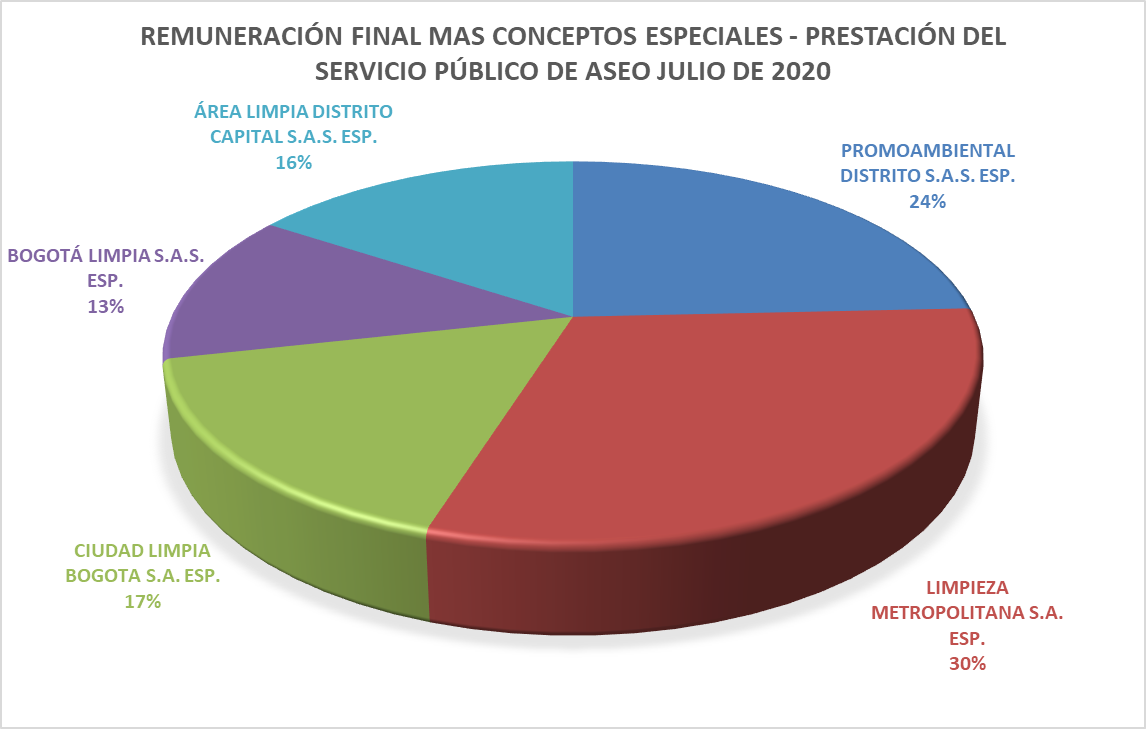 REMUNERACIÓN FINAL MAS CONCEPTOS ESPECIALES - PRESTACIÓN DEL
SERVICIO PÚBLICO DE ASEO JULIO DE 2020
ÁREA LIMPIA DISTRITO
CAPITAL S.A.S. ESP.
16%
PROMOAMBIENTAL
DISTRITO S.A.S. ESP.
24%
BOGOTÁ LIMPIA S.A.S.
ESP.
13%
CIUDAD LIMPIA
BOGOTA S.A. ESP.
17%
LIMPIEZA
METROPOLITANA S.A.
ESP.
30%